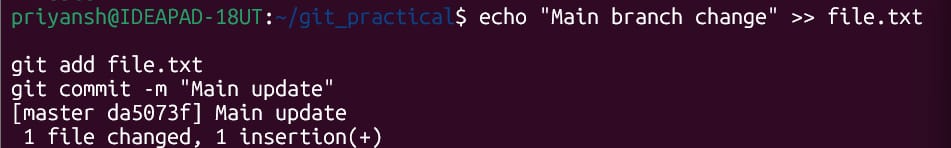 priyansh@IDEAPAD-18UT:~/git_practical$ echo "Main branch change" >> file.txt
git add file.txt
git commit -m "Main update"
[master da5073f] Main update
 1 file changed, 1 insertion(+)